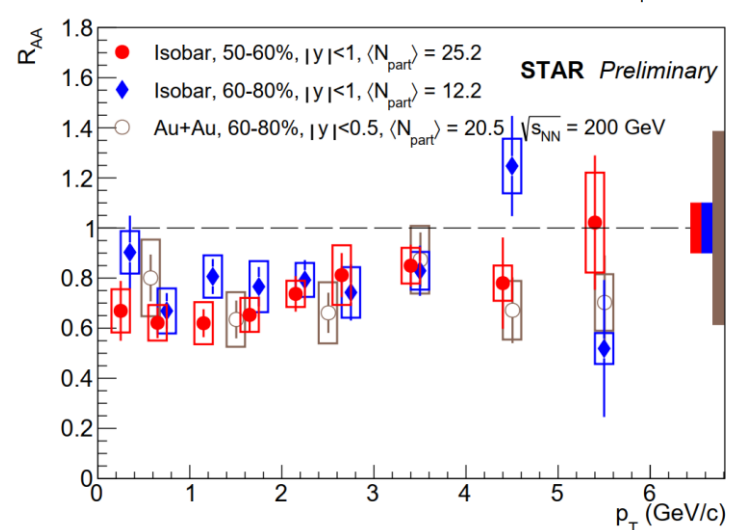 R_AA
1.8
1.6
1.4
1.2
1
0.8
0.6
0.4
0.2
0
Isobar, 50-60%, |y|<1, ⟨N_part⟩ = 25.2
STAR Preliminary
Isobar, 60-80%, |y|<1, ⟨N_part⟩ = 12.2
Au+Au, 60-80%, |y|<0.5, ⟨N_part⟩ = 20.5 √s_NN = 200 GeV
0 1 2 3 4 5 6
p_T (GeV/c)